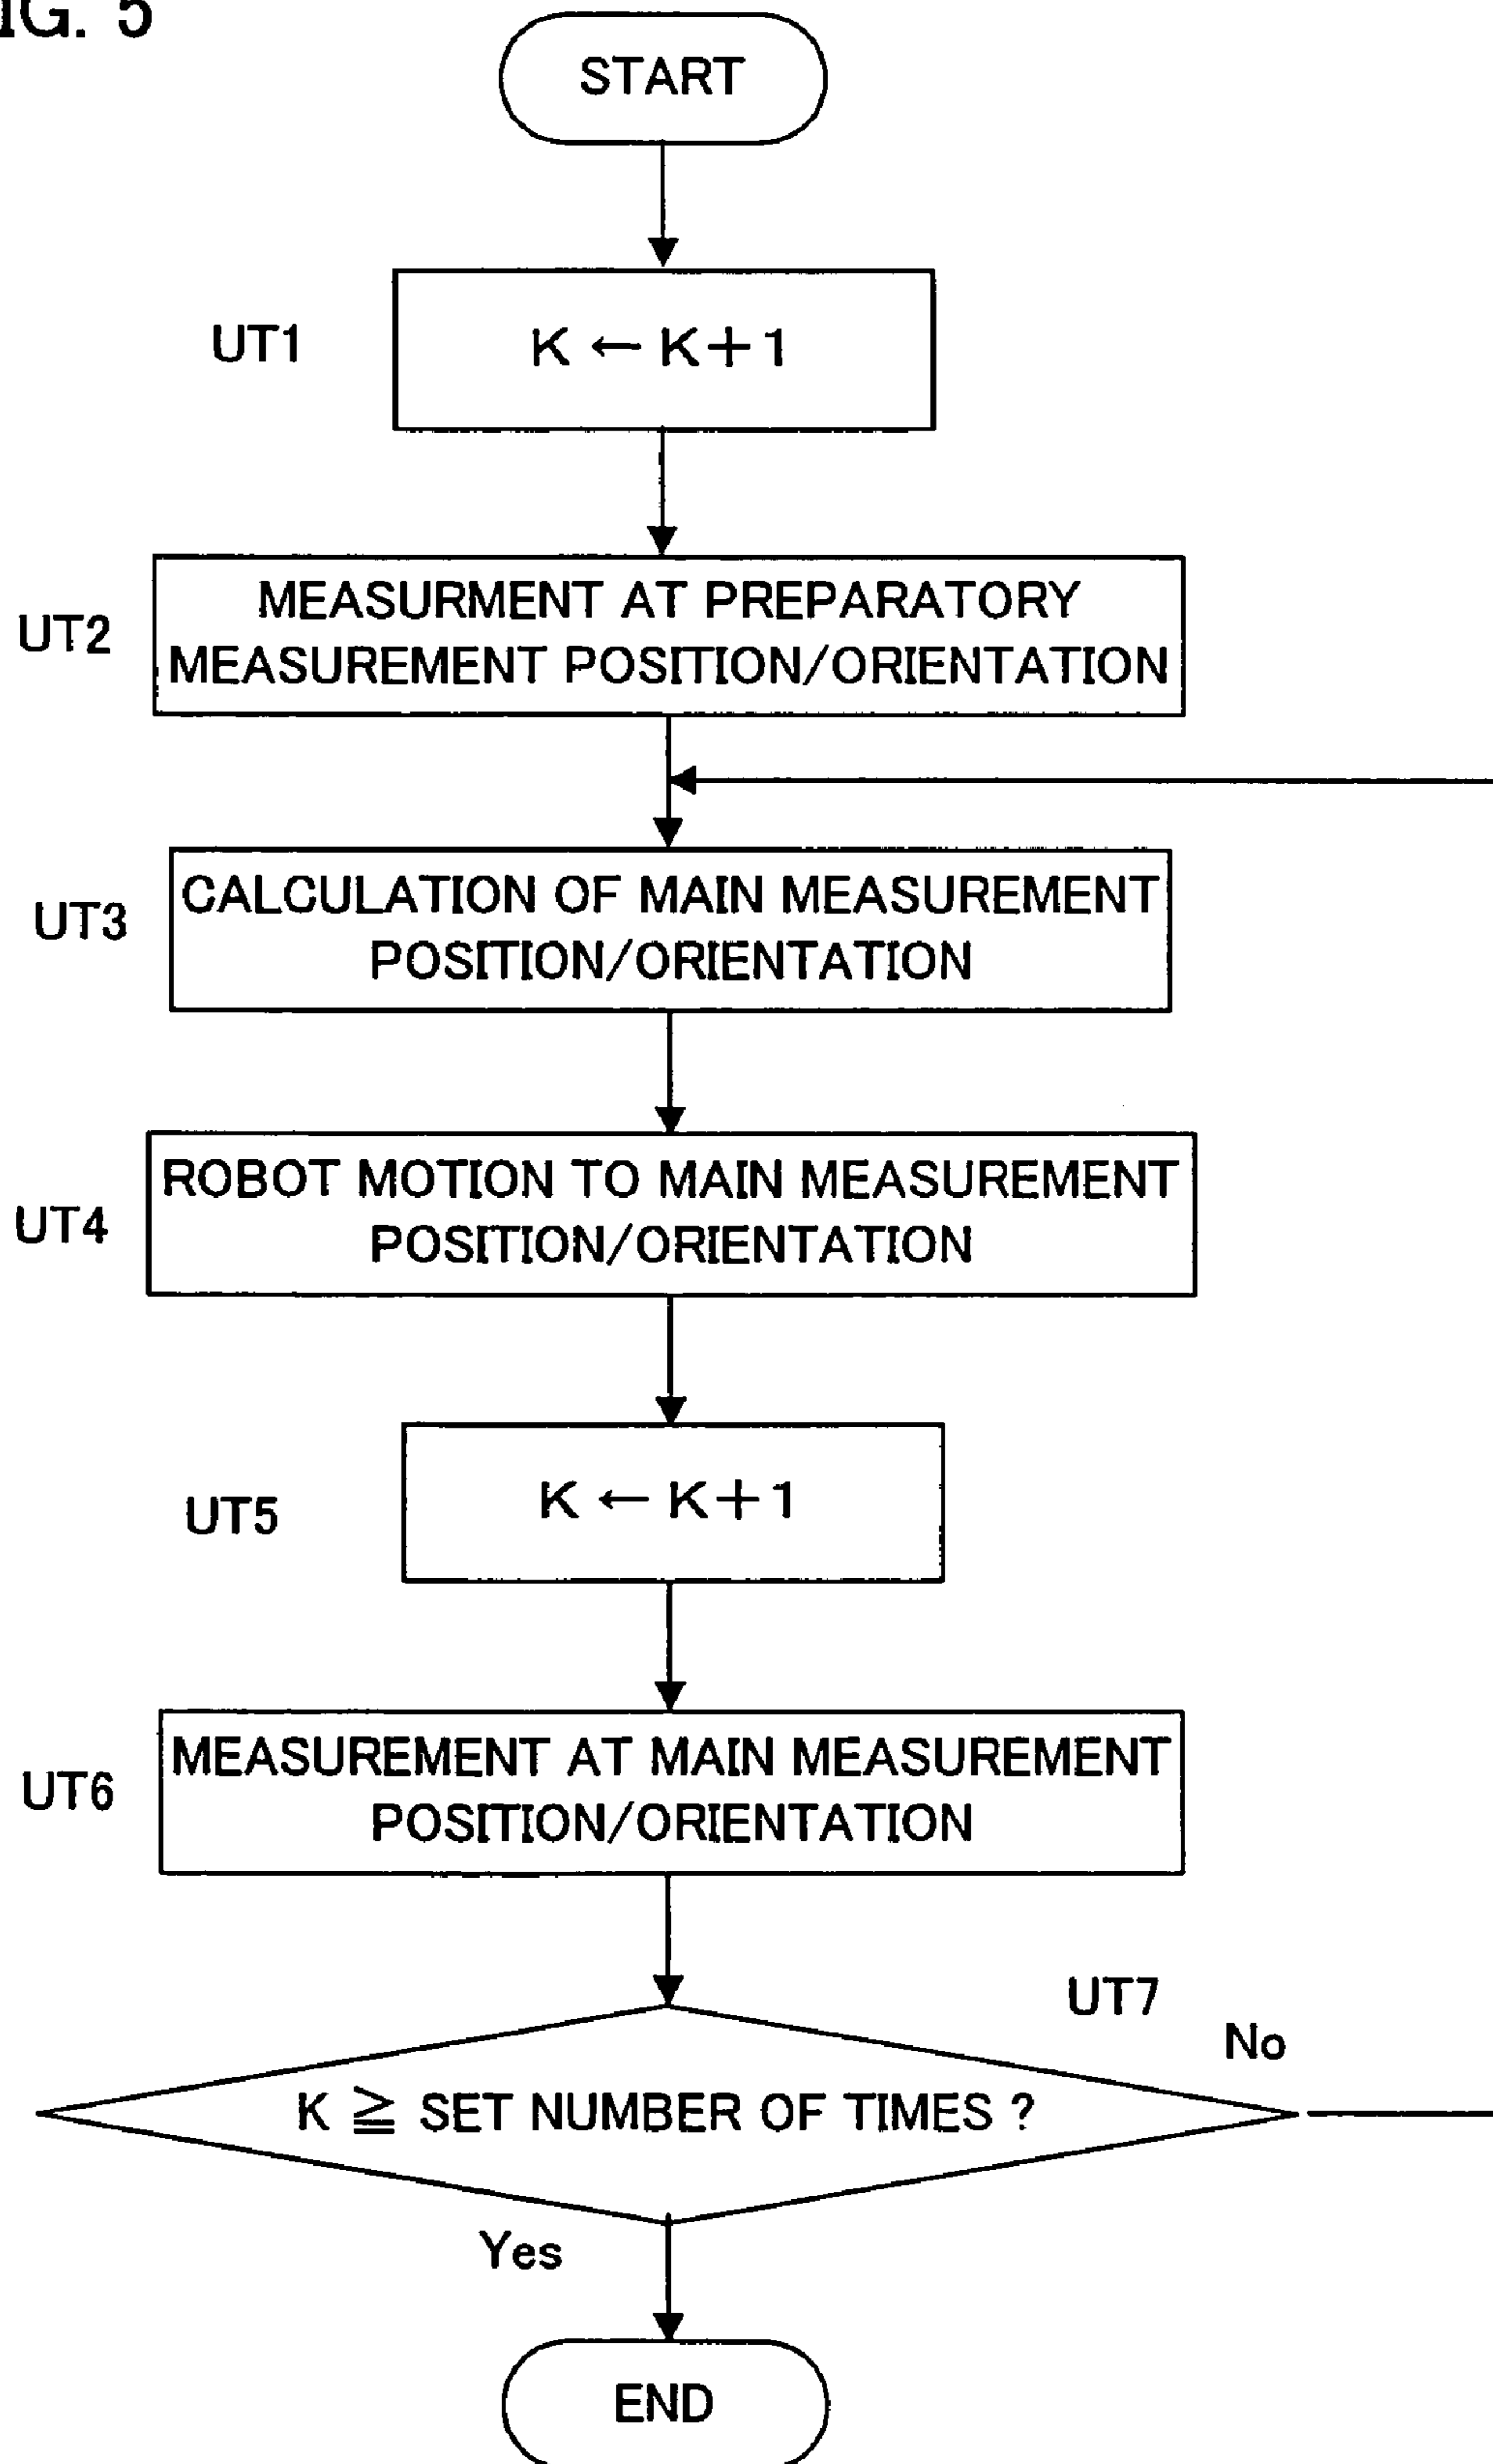 FIG. 5
START
UT1
K ← K+1
UT2
MEASURMENT AT PREPARATORY
MEASUREMENT POSITION/ORIENTATION
UT3
CALCULATION OF MAIN MEASUREMENT
POSITION/ORIENTATION
UT4
ROBOT MOTION TO MAIN MEASUREMENT
POSITION/ORIENTATION
UT5
K ← K+1
UT6
MEASUREMENT AT MAIN MEASUREMENT
POSITION/ORIENTATION
UT7
No
K ≧ SET NUMBER OF TIMES ?
Yes
END